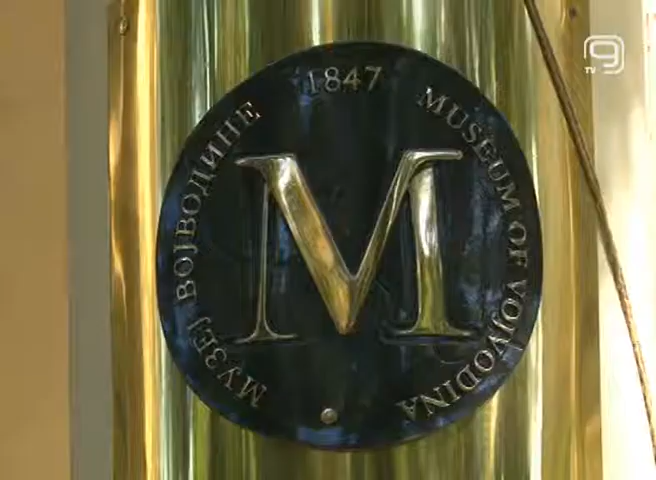 1847
МУЗЕЈ ВОЈВОДИНЕ
MUSEUM OF VOJVODINA
M
9
TV